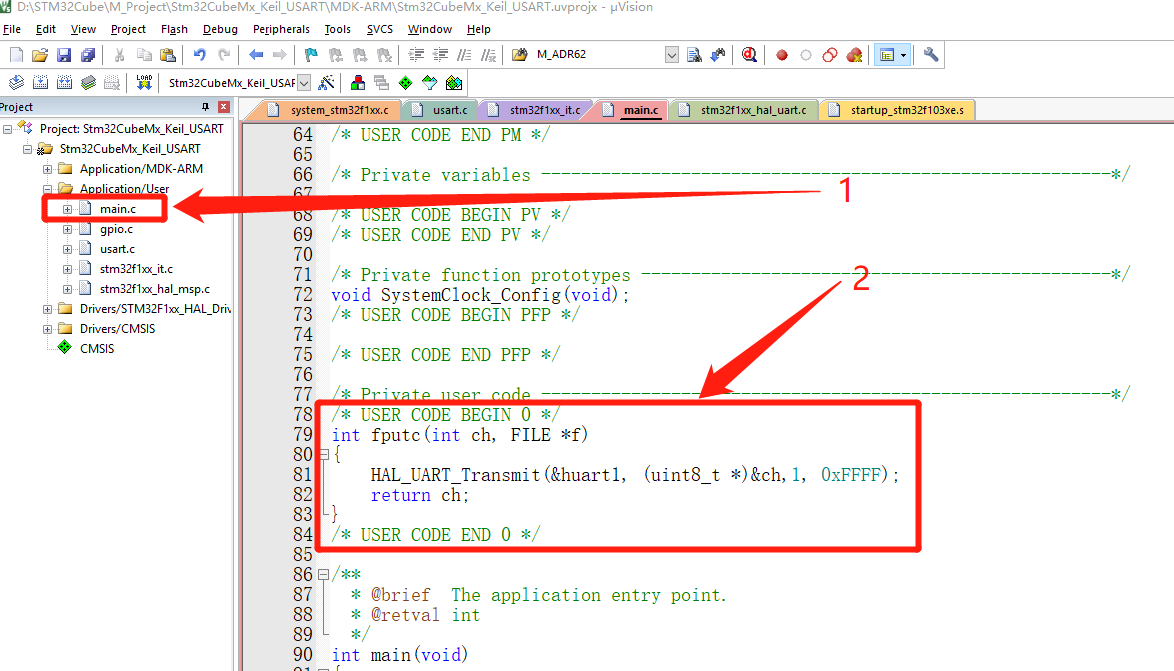 D:\STM32Cube\M_Project\Stm32CubeMx_Keil_USART\MDK-ARM\Stm32CubeMx_Keil_USART.uvprojx - µVision
File Edit View Project Flash Debug Peripherals Tools SVCS Window Help
M_ADR62
LOAD Stm32CubeMx_Keil_USAR
Project
system_stm32f1xx.c usart.c stm32f1xx_it.c main.c stm32f1xx_hal_uart.c startup_stm32f103xe.s
Project: Stm32CubeMx_Keil_USART
Stm32CubeMx_Keil_USART
Application/MDK-ARM
Application/User
main.c
gpio.c
usart.c
stm32f1xx_it.c
stm32f1xx_hal_msp.c
Drivers/STM32F1xx_HAL_Driv
Drivers/CMSIS
CMSIS
64 /* USER CODE END PM */
65
66 /* Private variables ---------------------------------------------------------*/
67
68 /* USER CODE BEGIN PV */
69 /* USER CODE END PV */
70
71 /* Private function prototypes -----------------------------------------------*/
72 void SystemClock_Config(void);
73 /* USER CODE BEGIN PFP */
74
75 /* USER CODE END PFP */
76
77 /* Private user code ---------------------------------------------------------*/
78 /* USER CODE BEGIN 0 */
79 int fputc(int ch, FILE *f)
80 {
81 HAL_UART_Transmit(&huart1, (uint8_t *)&ch,1, 0xFFFF);
82 return ch;
83 }
84 /* USER CODE END 0 */
85
86 /**
87 * @brief The application entry point.
88 * @retval int
89 */
90 int main(void)
91 {
1
2